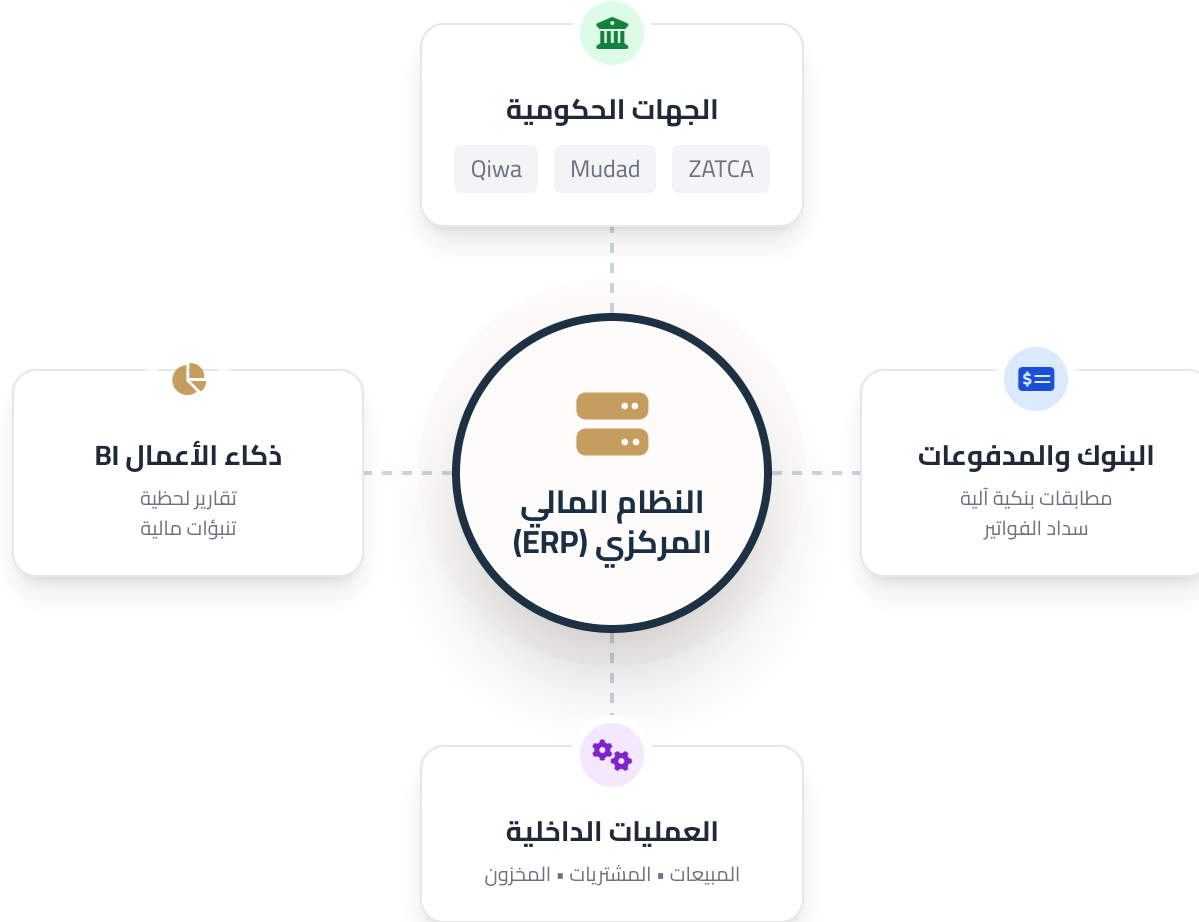 الجهات الحكومية
ZATCA
Mudad
Qiwa
البنوك والمدفوعات
مطابقات بنكية آلية
سداد الفواتير
النظام المالي
المركزي (ERP)
ذكاء الأعمال BI
تقارير لحظية
تنبؤات مالية
العمليات الداخلية
المبيعات ▪ المشتريات ▪ المخزون